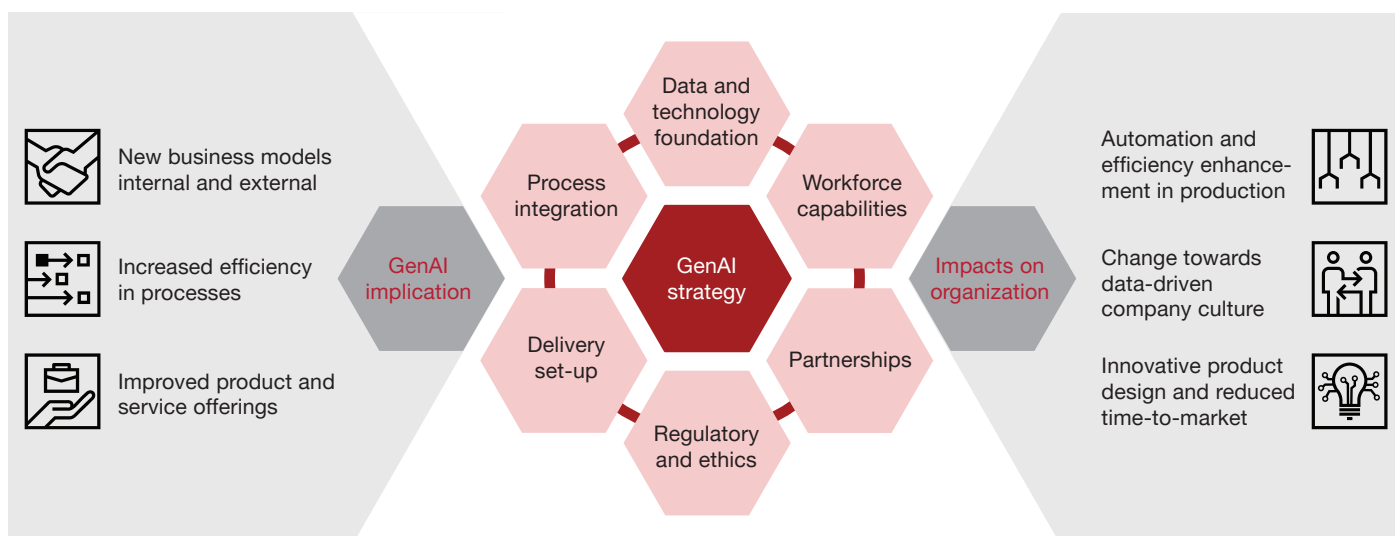 New business models
internal and external
Increased efficiency
in processes
Improved product and
service offerings
GenAI
implication
Data and
technology
foundation
Process
integration
Workforce
capabilities
GenAI
strategy
Delivery
set-up
Partnerships
Regulatory
and ethics
Impacts on
organization
Automation and
efficiency enhance-
ment in production
Change towards
data-driven
company culture
Innovative product
design and reduced
time-to-market